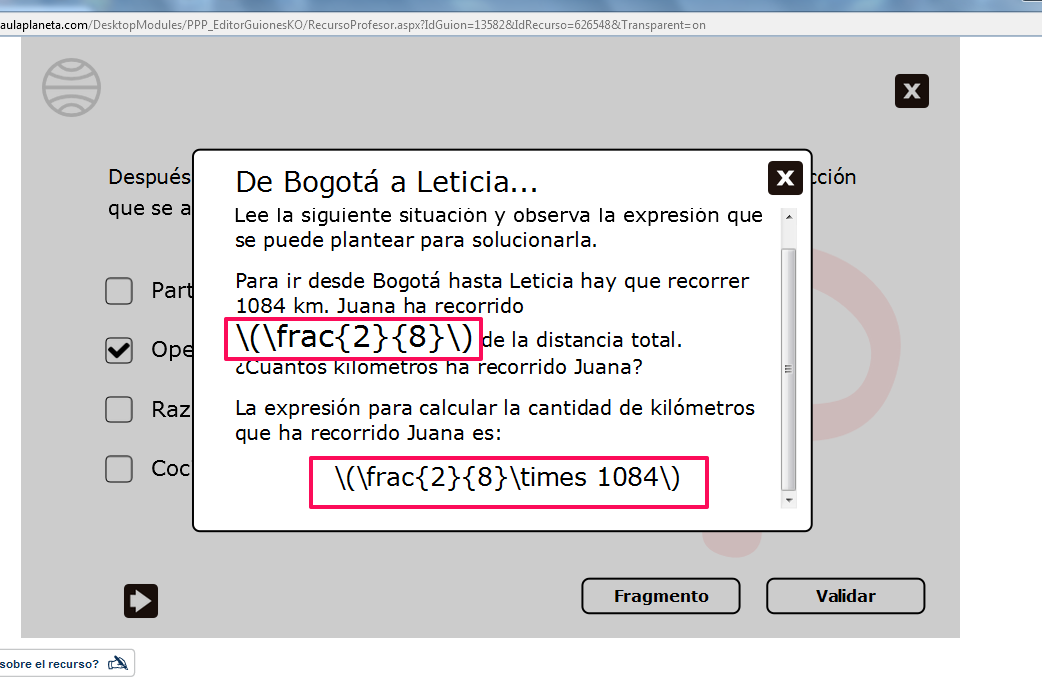 aulaplaneta.com/DesktopModules/PPP_EditorGuionesKO/RecursoProfesor.aspx?IdGuion=13582&IdRecurso=626548&Transparent=on
X
Después
cción
que se a
De Bogotá a Leticia...
X
Lee la siguiente situación y observa la expresión que
se puede plantear para solucionarla.
Para ir desde Bogotá hasta Leticia hay que recorrer
1084 km. Juana ha recorrido
\(\frac{2}{8}\) de la distancia total.
¿Cuántos kilómetros ha recorrido Juana?
La expresión para calcular la cantidad de kilómetros
que ha recorrido Juana es:
\(\frac{2}{8}\times 1084\)
Part
Ope
Raz
Coc
Fragmento
Validar
sobre el recurso?